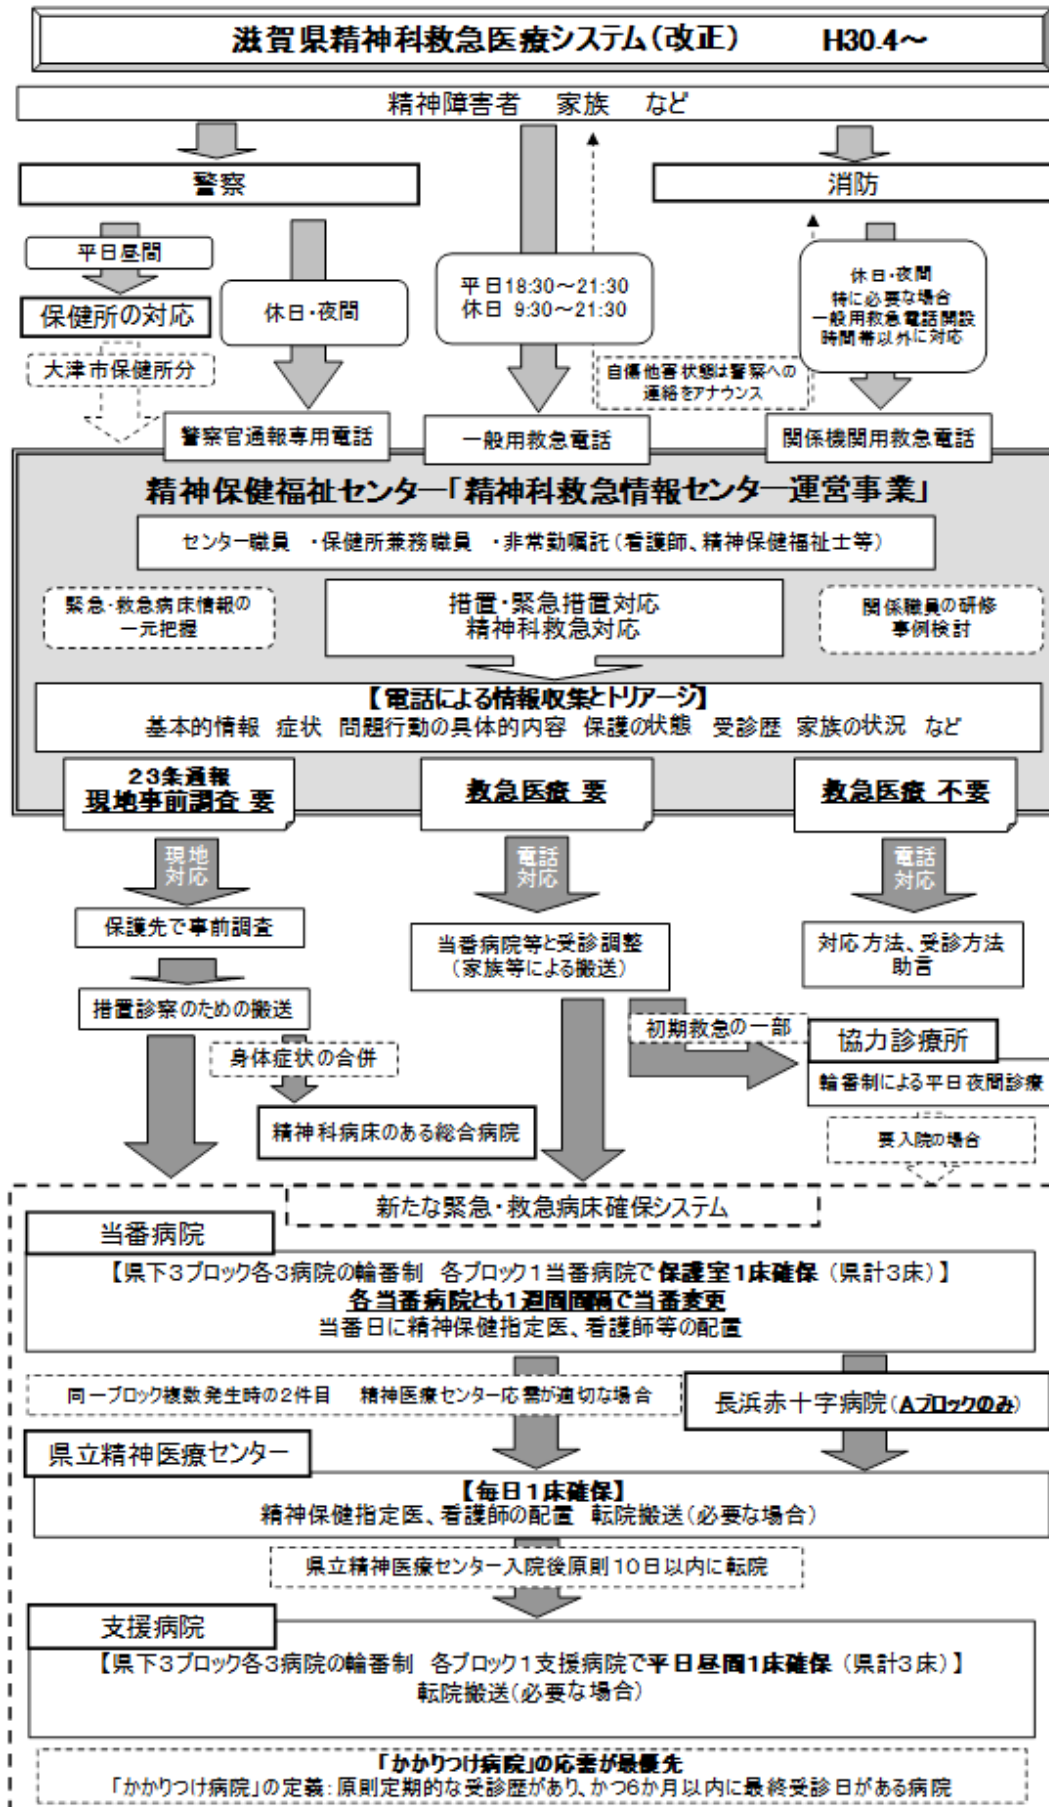 滋賀県精神科救急医療システム(改正)　　H30.4～
精神障害者　家族　など
警察
消防
平日昼間
保健所の対応
大津市保健所分
休日・夜間
平日18:30～21:30
休日 9:30～21:30
休日・夜間
特に必要な場合
一般用救急電話開設
時間帯以外に対応
自傷他害状態は警察への
連絡をアナウンス
警察官通報専用電話
一般用救急電話
関係機関用救急電話
精神保健福祉センター「精神科救急情報センター運営事業」
センター職員　・保健所兼務職員　・非常勤嘱託(看護師、精神保健福祉士等)
緊急・救急病床情報の
一元把握
措置・緊急措置対応
精神科救急対応
関係職員の研修
事例検討
【電話による情報収集とトリアージ】
基本的情報　症状　問題行動の具体的内容　保護の状態　受診歴　家族の状況　など
23条通報
現地事前調査 要
救急医療 要
救急医療 不要
現地
対応
電話
対応
電話
対応
保護先で事前調査
当番病院等と受診調整
(家族等による搬送)
対応方法、受診方法
助言
措置診察のための搬送
身体症状の合併
精神科病床のある総合病院
初期救急の一部
協力診療所
輪番制による平日夜間診療
要入院の場合
新たな緊急・救急病床確保システム
当番病院
【県下3ブロック各3病院の輪番制　各ブロック1当番病院で保護室1床確保 (県計3床)】
各当番病院とも1週間間隔で当番変更
当番日に精神保健指定医、看護師等の配置
同一ブロック複数発生時の2件目　精神医療センター応需が適切な場合
長浜赤十字病院(Aブロックのみ)
県立精神医療センター
【毎日1床確保】
精神保健指定医、看護師の配置　転院搬送(必要な場合)
県立精神医療センター入院後原則10日以内に転院
支援病院
【県下3ブロック各3病院の輪番制　各ブロック1支援病院で平日昼間1床確保 (県計3床)】
転院搬送(必要な場合)
「かかりつけ病院」の応需が最優先
「かかりつけ病院」の定義:原則定期的な受診歴があり、かつ6か月以内に最終受診日がある病院